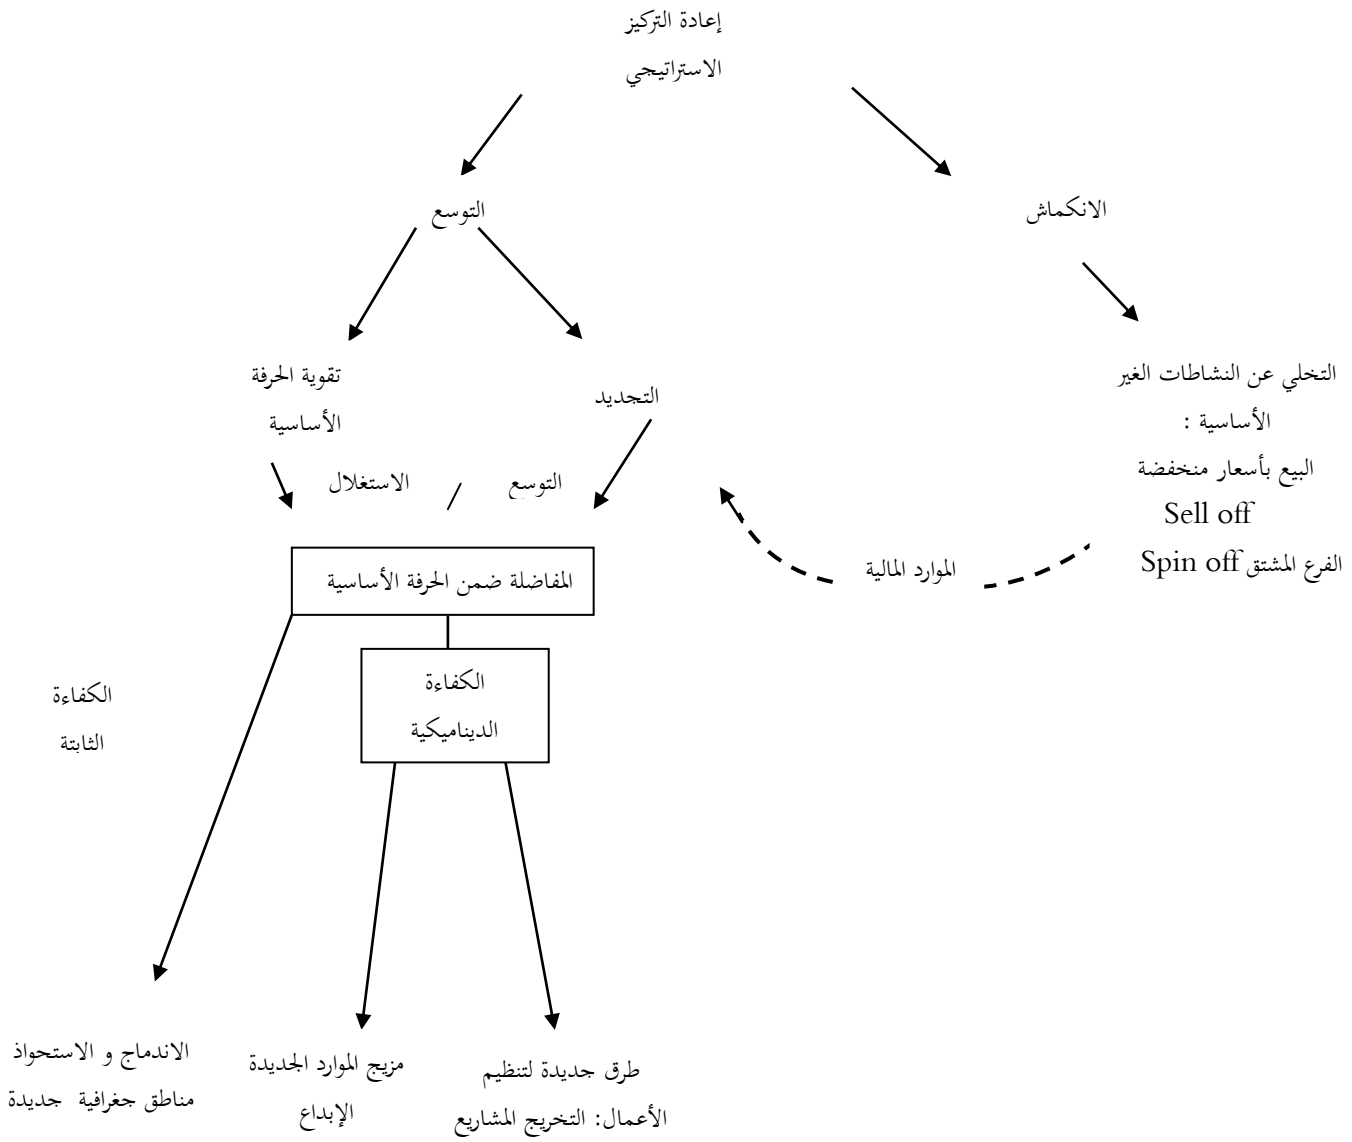 إعادة التركيز
الاستراتيجي
الانكماش
التوسع
التخلي عن النشاطات الغير
الأساسية :
البيع بأسعار منخفضة
Sell off
الفرع المشتق Spin off
التجديد
تقوية الحرفة
الأساسية
الاستغلال / التوسع
الموارد المالية
المفاضلة ضمن الحرفة الأساسية
الكفاءة
الديناميكية
الكفاءة
الثابتة
طرق جديدة لتنظيم
الأعمال: التخريج المشاريع
مزيج الموارد الجديدة
الإبداع
الاندماج و الاستحواذ
مناطق جغرافية جديدة